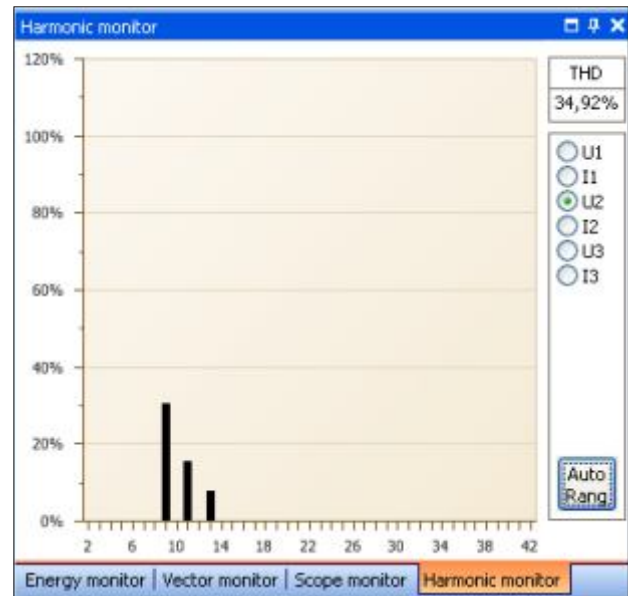 Harmonic monitor
120%
100%
80%
60%
40%
20%
0%
2 6 10 14 18 22 26 30 34 38 42
THD
34,92%
U1
I1
U2
I2
U3
I3
Auto
Rang
Energy monitor Vector monitor Scope monitor Harmonic monitor